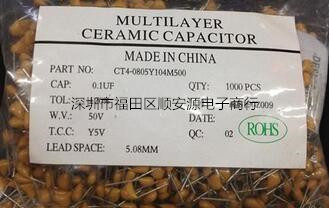 MULTILAYER
CERAMIC CAPACITOR
MADE IN CHINA
PART NO: CT4-0805Y104M500
CAP: 0.1UF QTY: 1000 PCS
TOL:
深圳市福田区顺安源电子商行
W.V.: 50V DATE:
T.C.C: Y5V QC: 02
ROHS
LEAD SPACE: 5.08MM